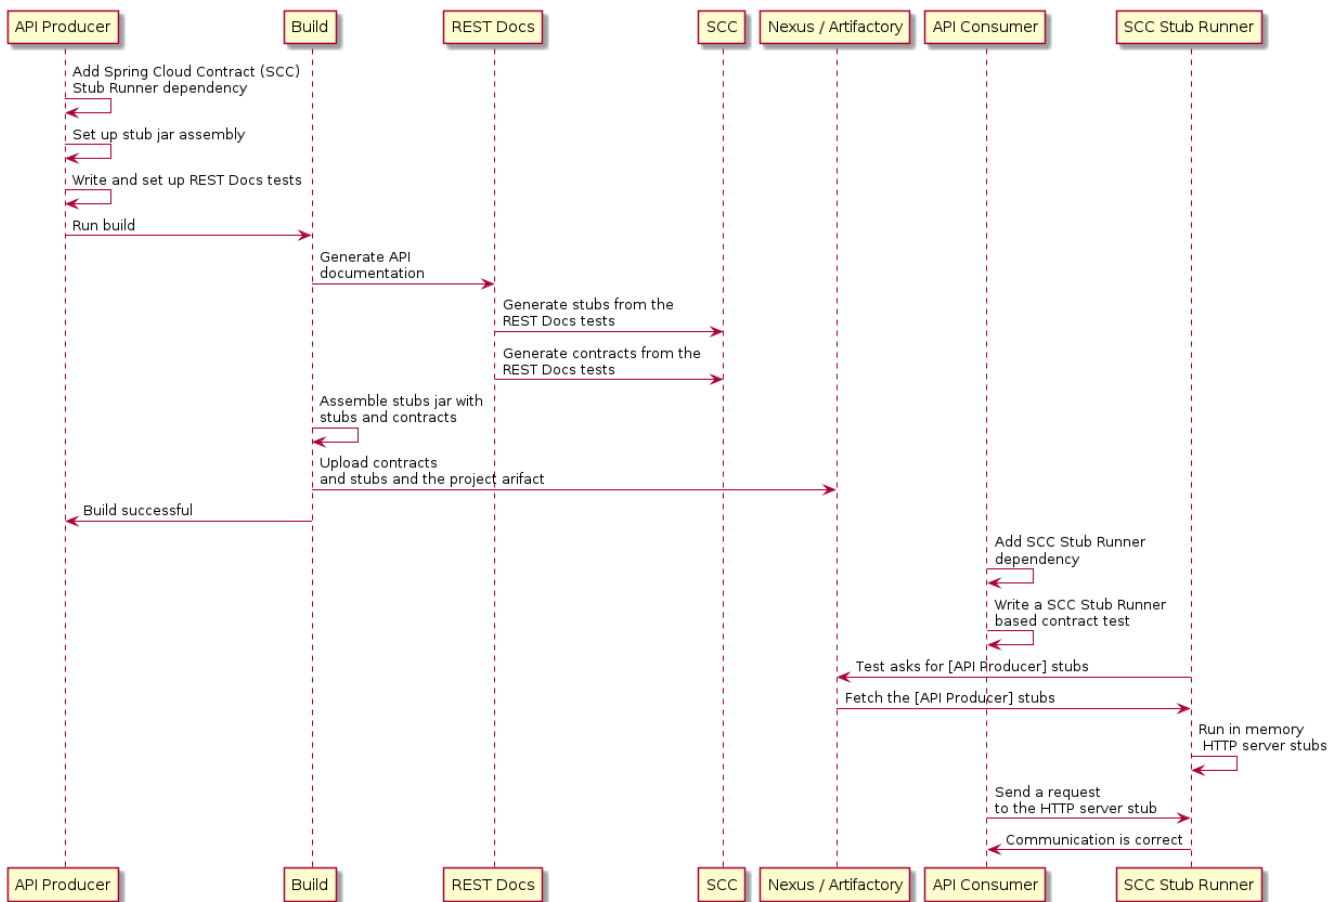 API Producer
Build
REST Docs
SCC
Nexus / Artifactory
API Consumer
SCC Stub Runner
Add Spring Cloud Contract (SCC)
Stub Runner dependency
Set up stub jar assembly
Write and set up REST Docs tests
Run build
Generate API
documentation
Generate stubs from the
REST Docs tests
Generate contracts from the
REST Docs tests
Assemble stubs jar with
stubs and contracts
Upload contracts
and stubs and the project arifact
Build successful
Add SCC Stub Runner
dependency
Write a SCC Stub Runner
based contract test
Test asks for [API Producer] stubs
Fetch the [API Producer] stubs
Run in memory
HTTP server stubs
Send a request
to the HTTP server stub
Communication is correct
API Producer
Build
REST Docs
SCC
Nexus / Artifactory
API Consumer
SCC Stub Runner